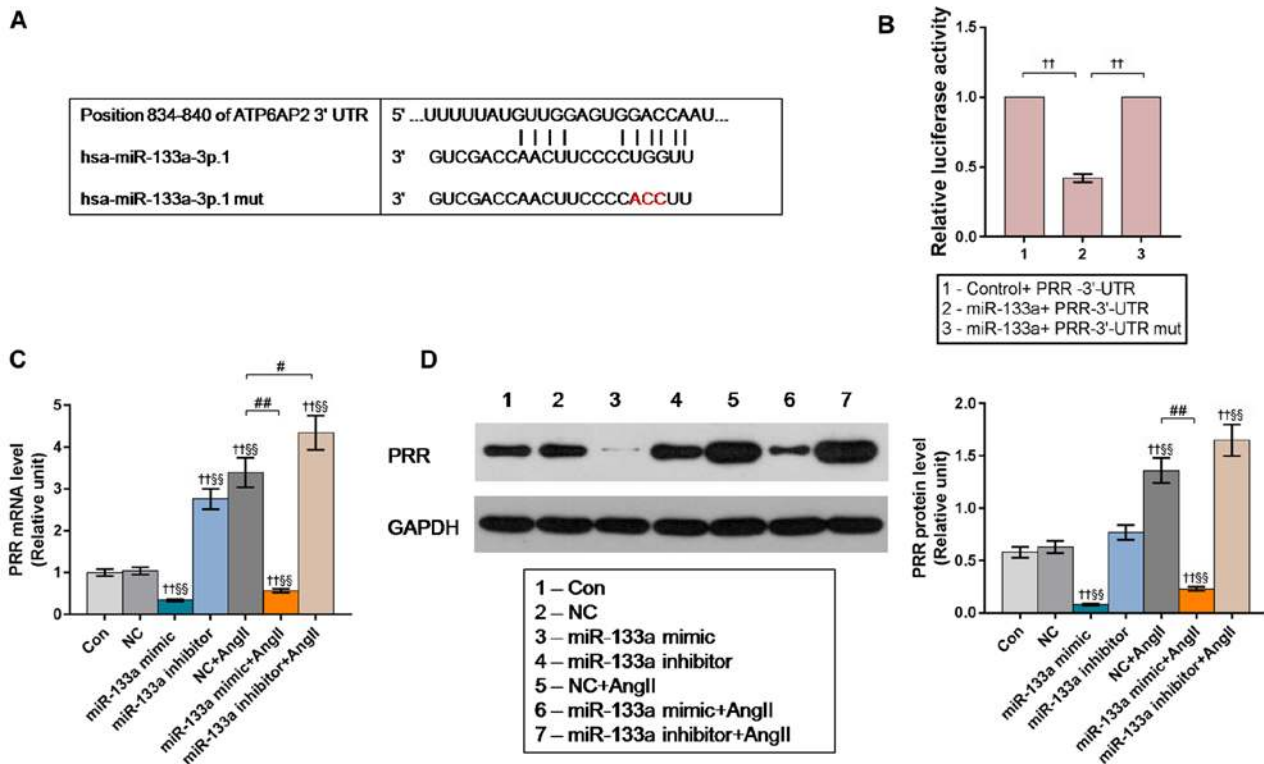 A
Position 834-840 of ATP6AP2 3' UTR
5' ...UUUUUAUGUUGGAGUGGACCAAU...
hsa-miR-133a-3p.1
3' GUCGACCAACUUCCCCUGGUU
hsa-miR-133a-3p.1 mut
3' GUCGACCAACUUCCCCACCUU
B
Relative luciferase activity
1.5
1.0
0.5
0.0
†† ††
1 2 3
1 - Control+ PRR -3'-UTR
2 - miR-133a+ PRR-3'-UTR
3 - miR-133a+ PRR-3'-UTR mut
C
PRR mRNA level
(Relative unit)
5
4
3
2
1
0
#
##
††§§
††§§
††§§
††§§
††§§
Con
NC
miR-133a mimic
miR-133a inhibitor
NC+AngII
miR-133a mimic+AngII
miR-133a inhibitor+AngII
D
1 2 3 4 5 6 7
PRR
GAPDH
1 – Con
2 – NC
3 – miR-133a mimic
4 – miR-133a inhibitor
5 – NC+AngII
6 – miR-133a mimic+AngII
7 – miR-133a inhibitor+AngII
PRR protein level
(Relative unit)
2.0
1.5
1.0
0.5
0.0
##
††§§
††§§
††§§
††§§
Con
NC
miR-133a mimic
miR-133a inhibitor
NC+AngII
miR-133a mimic+AngII
miR-133a inhibitor+AngII